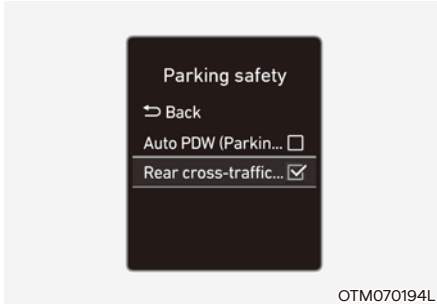 Parking safety
Back
Auto PDW (Parkin...
Rear cross-traffic...
OTM070194L